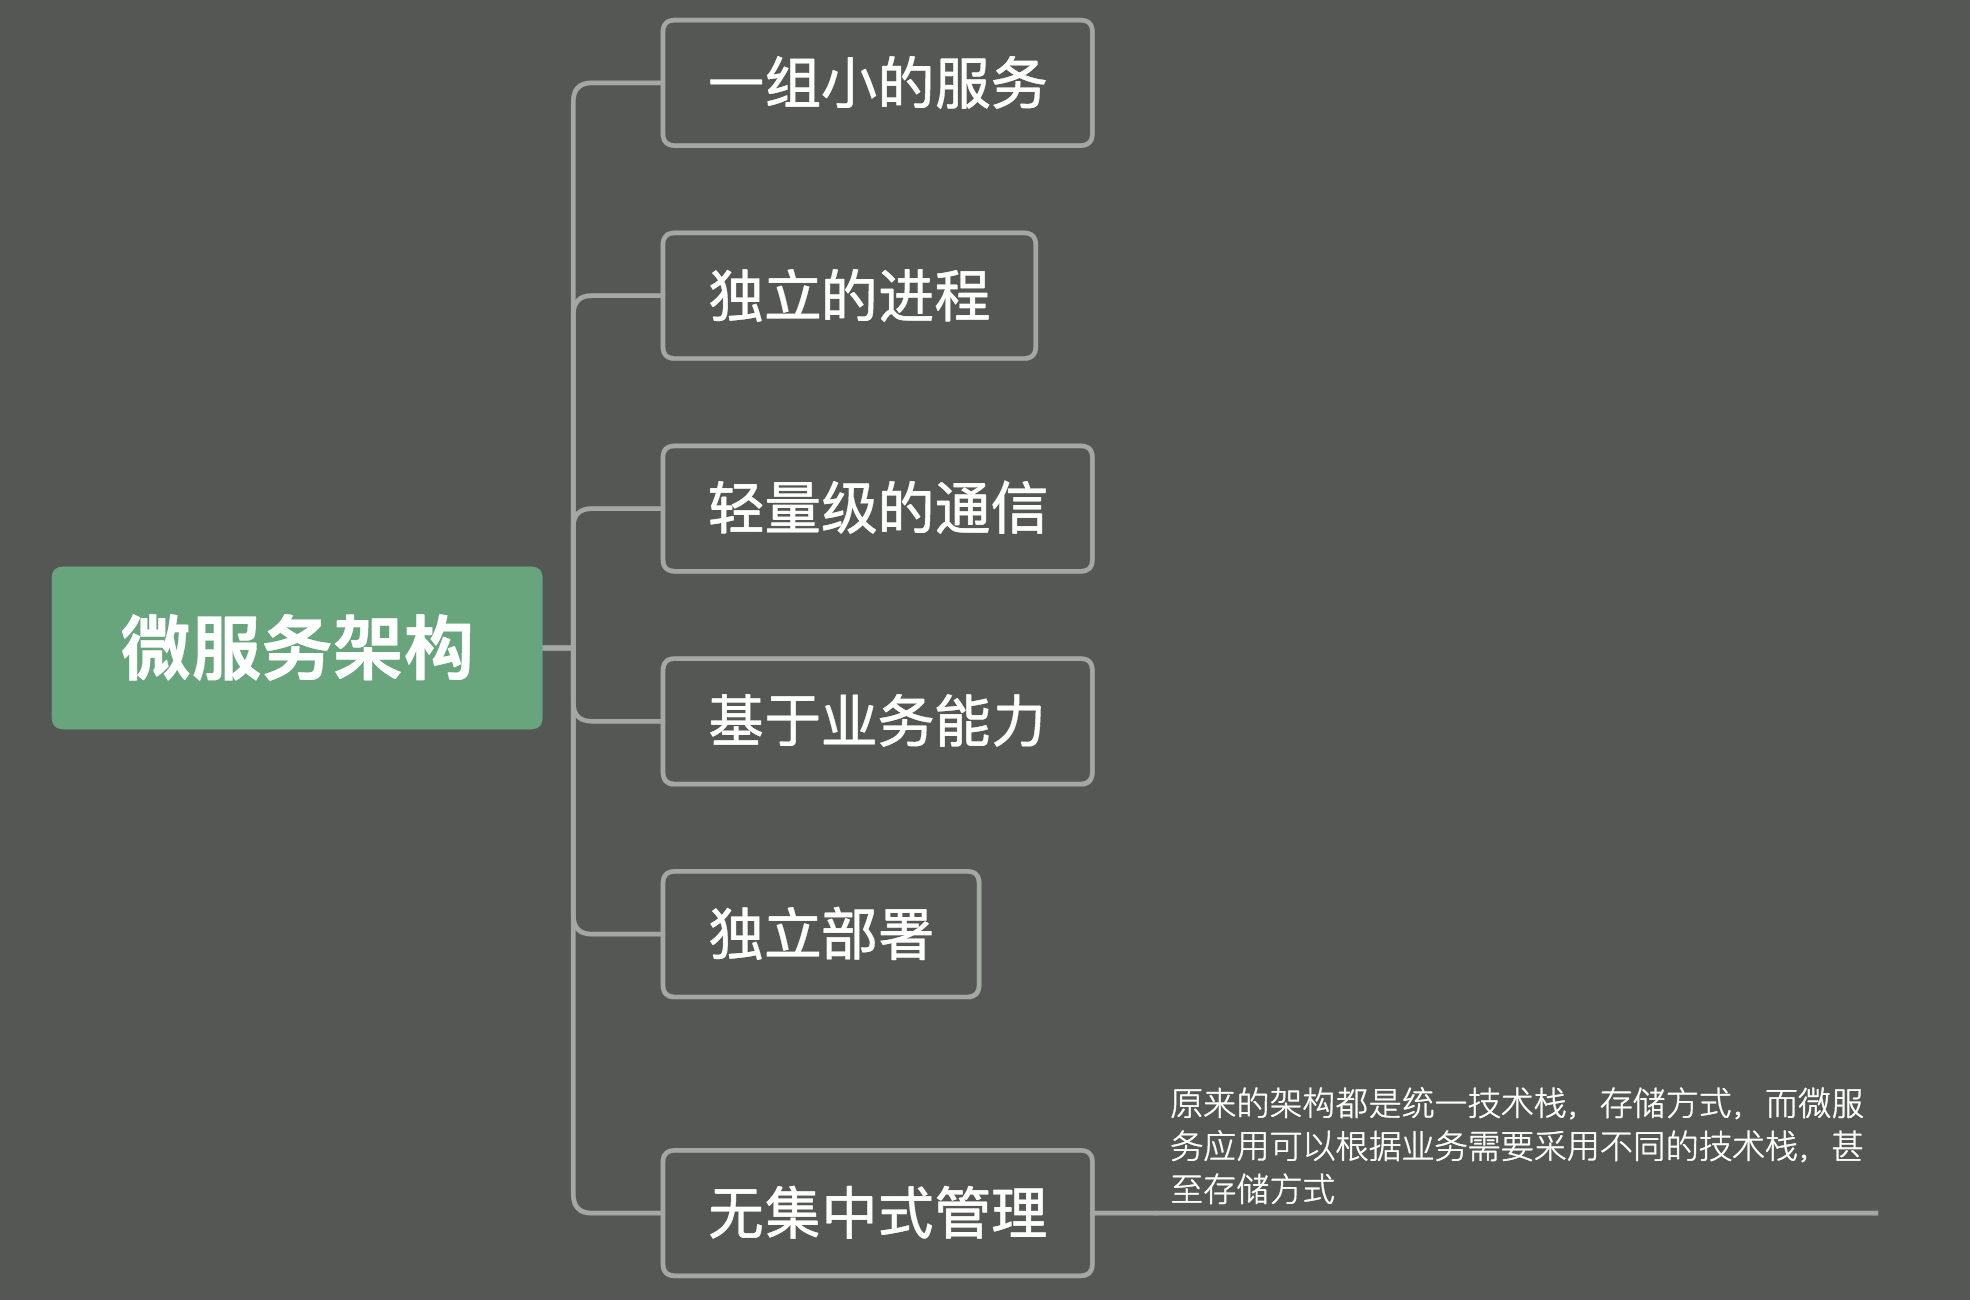 一组小的服务
独立的进程
轻量级的通信
微服务架构
基于业务能力
独立部署
无集中式管理
原来的架构都是统一技术栈，存储方式，而微服
务应用可以根据业务需要采用不同的技术栈，甚
至存储方式